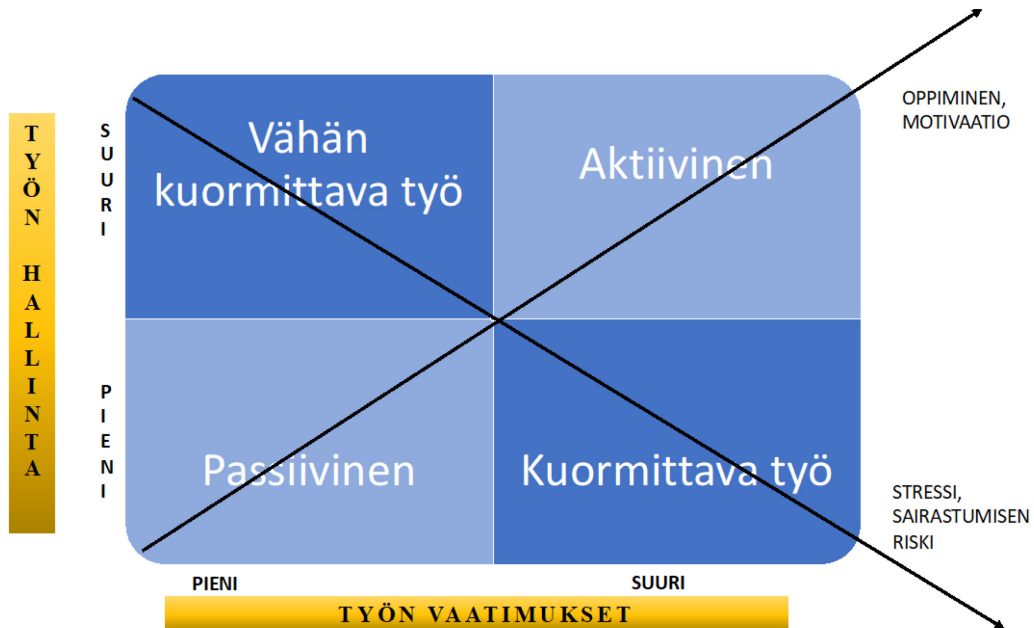 TYÖN HALLINTA
SUURI
PIENI
Vähän
kuormittava työ
Aktiivinen
Passiivinen
Kuormittava työ
OPPIMINEN,
MOTIVAATIO
STRESSI,
SAIRASTUMISEN
RISKI
PIENI
SUURI
TYÖN VAATIMUKSET